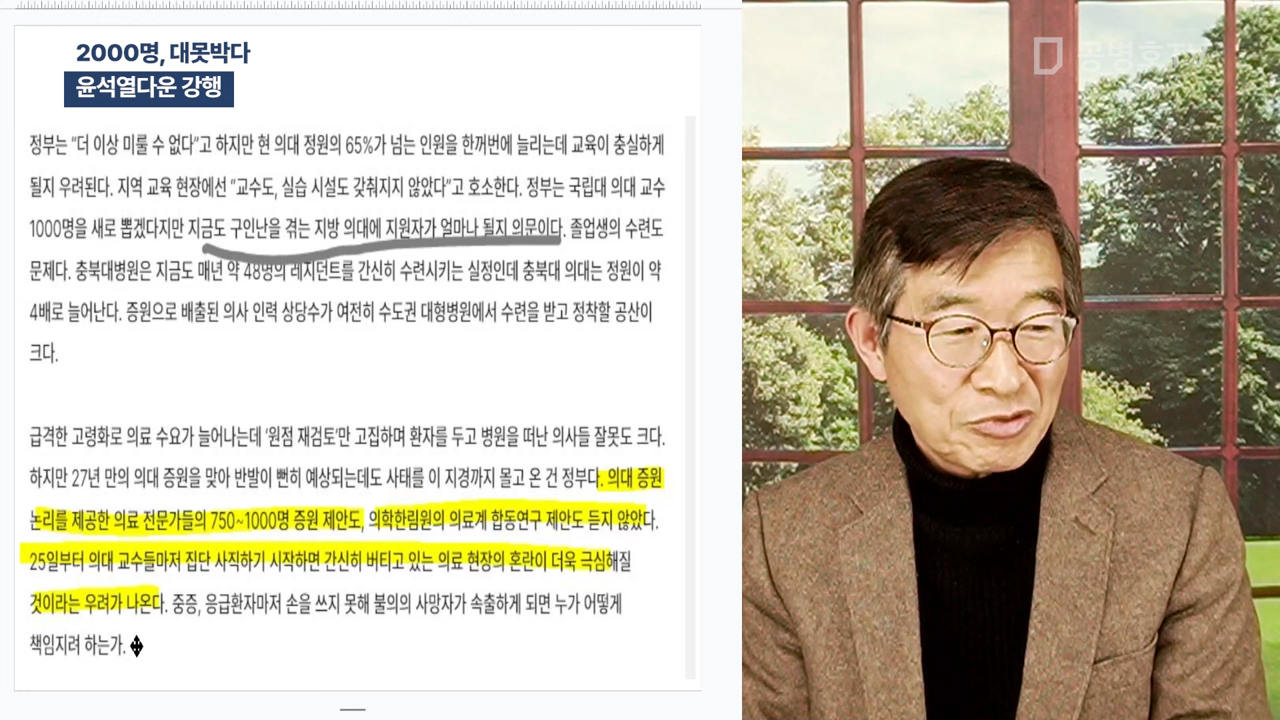 2000명, 대못박다
윤석열다운 강행
공병호TV
정부는 "더 이상 미룰 수 없다"고 하지만 현 의대 정원의 65%가 넘는 인원을 한꺼번에 늘리는데 교육이 충실하게
될지 우려된다. 지역 교육 현장에선 "교수도, 실습 시설도 갖춰지지 않았다"고 호소한다. 정부는 국립대 의대 교수
1000명을 새로 뽑겠다지만 지금도 구인난을 겪는 지방 의대에 지원자가 얼마나 될지 의문이다. 졸업생의 수련도
문제다. 충북대병원은 지금도 매년 약 48명의 레지던트를 간신히 수련시키는 실정인데 충북대 의대는 정원이 약
4배로 늘어난다. 증원으로 배출된 의사 인력 상당수가 여전히 수도권 대형병원에서 수련을 받고 정착할 공산이
크다.
급격한 고령화로 의료 수요가 늘어나는데 '원점 재검토'만 고집하며 환자를 두고 병원을 떠난 의사들 잘못도 크다.
하지만 27년 만의 의대 증원을 맞아 반발이 뻔히 예상되는데도 사태를 이 지경까지 몰고 온 건 정부다. 의대 증원
논리를 제공한 의료 전문가들의 750~1000명 증원 제안도, 의학한림원의 의료계 합동연구 제안도 듣지 않았다.
25일부터 의대 교수들마저 집단 사직하기 시작하면 간신히 버티고 있는 의료 현장의 혼란이 더욱 극심해질
것이라는 우려가 나온다. 중증, 응급환자마저 손을 쓰지 못해 불의의 사망자가 속출하게 되면 누가 어떻게
책임지려 하는가.